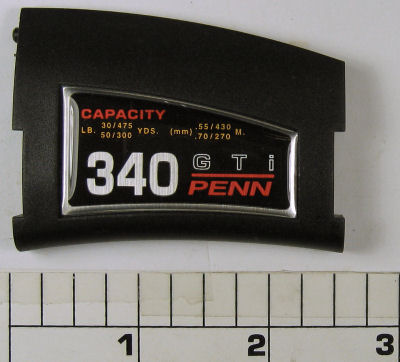 CAPACITY
LB. 30/475 YDS. (mm) .55/430 M.
50/300 .70/270
340 GTi
PENN
1 2 3